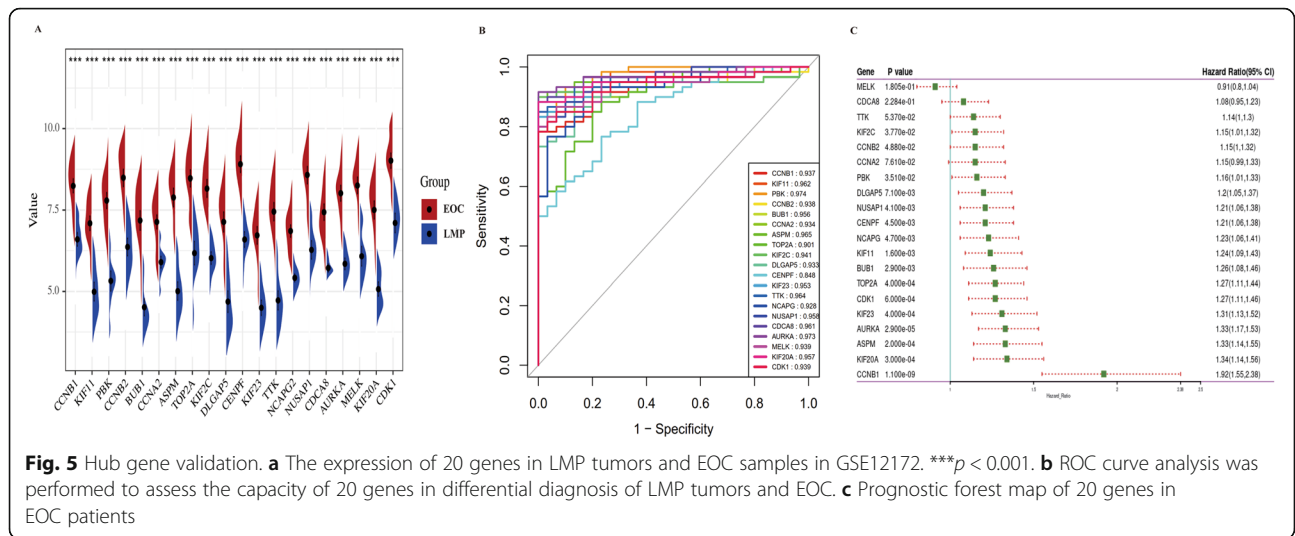 A
*** *** *** *** *** *** *** *** *** *** *** *** *** *** *** *** *** *** *** ***
10.0
7.5
5.0
Value
CCNB1
KIF11
PBK
CCNB2
BUB1
CCNA2
ASPM
TOP2A
KIF2C
DLGAP5
CENPF
KIF23
TTK
NCAPG2
NUSAP1
CDCA8
AURKA
MELK
KIF20A
CDK1
Group
EOC
LMP
B
Sensitivity
1.0
0.8
0.6
0.4
0.2
0.0
0.0 0.2 0.4 0.6 0.8 1.0
1 − Specificity
CCNB1 : 0.937
KIF11 : 0.962
PBK : 0.974
CCNB2 : 0.938
BUB1 : 0.956
CCNA2 : 0.934
ASPM : 0.965
TOP2A : 0.901
KIF2C : 0.941
DLGAP5 : 0.933
CENPF : 0.848
KIF23 : 0.953
TTK : 0.964
NCAPG : 0.928
NUSAP1 : 0.958
CDCA8 : 0.961
AURKA : 0.973
MELK : 0.939
KIF20A : 0.957
CDK1 : 0.939
C
Gene P value Hazard Ratio(95% CI)
MELK 1.805e-01 0.91(0.8,1.04)
CDCA8 2.284e-01 1.08(0.95,1.23)
TTK 5.370e-02 1.14(1,1.3)
KIF2C 3.770e-02 1.15(1.01,1.32)
CCNB2 4.880e-02 1.15(1,1.32)
CCNA2 7.610e-02 1.15(0.99,1.33)
PBK 3.510e-02 1.16(1.01,1.33)
DLGAP5 7.100e-03 1.2(1.05,1.37)
NUSAP1 4.100e-03 1.21(1.06,1.38)
CENPF 4.500e-03 1.21(1.06,1.38)
NCAPG 4.700e-03 1.23(1.06,1.41)
KIF11 1.600e-03 1.24(1.09,1.43)
BUB1 2.900e-03 1.26(1.08,1.46)
TOP2A 4.000e-04 1.27(1.11,1.44)
CDK1 6.000e-04 1.27(1.11,1.46)
KIF23 4.000e-04 1.31(1.13,1.52)
AURKA 2.900e-05 1.33(1.17,1.53)
ASPM 2.000e-04 1.33(1.14,1.55)
KIF20A 3.000e-04 1.34(1.14,1.56)
CCNB1 1.100e-09 1.92(1.55,2.38)
Hazard_Ratio
Fig. 5 Hub gene validation. a The expression of 20 genes in LMP tumors and EOC samples in GSE12172. ***p < 0.001. b ROC curve analysis was
performed to assess the capacity of 20 genes in differential diagnosis of LMP tumors and EOC. c Prognostic forest map of 20 genes in
EOC patients